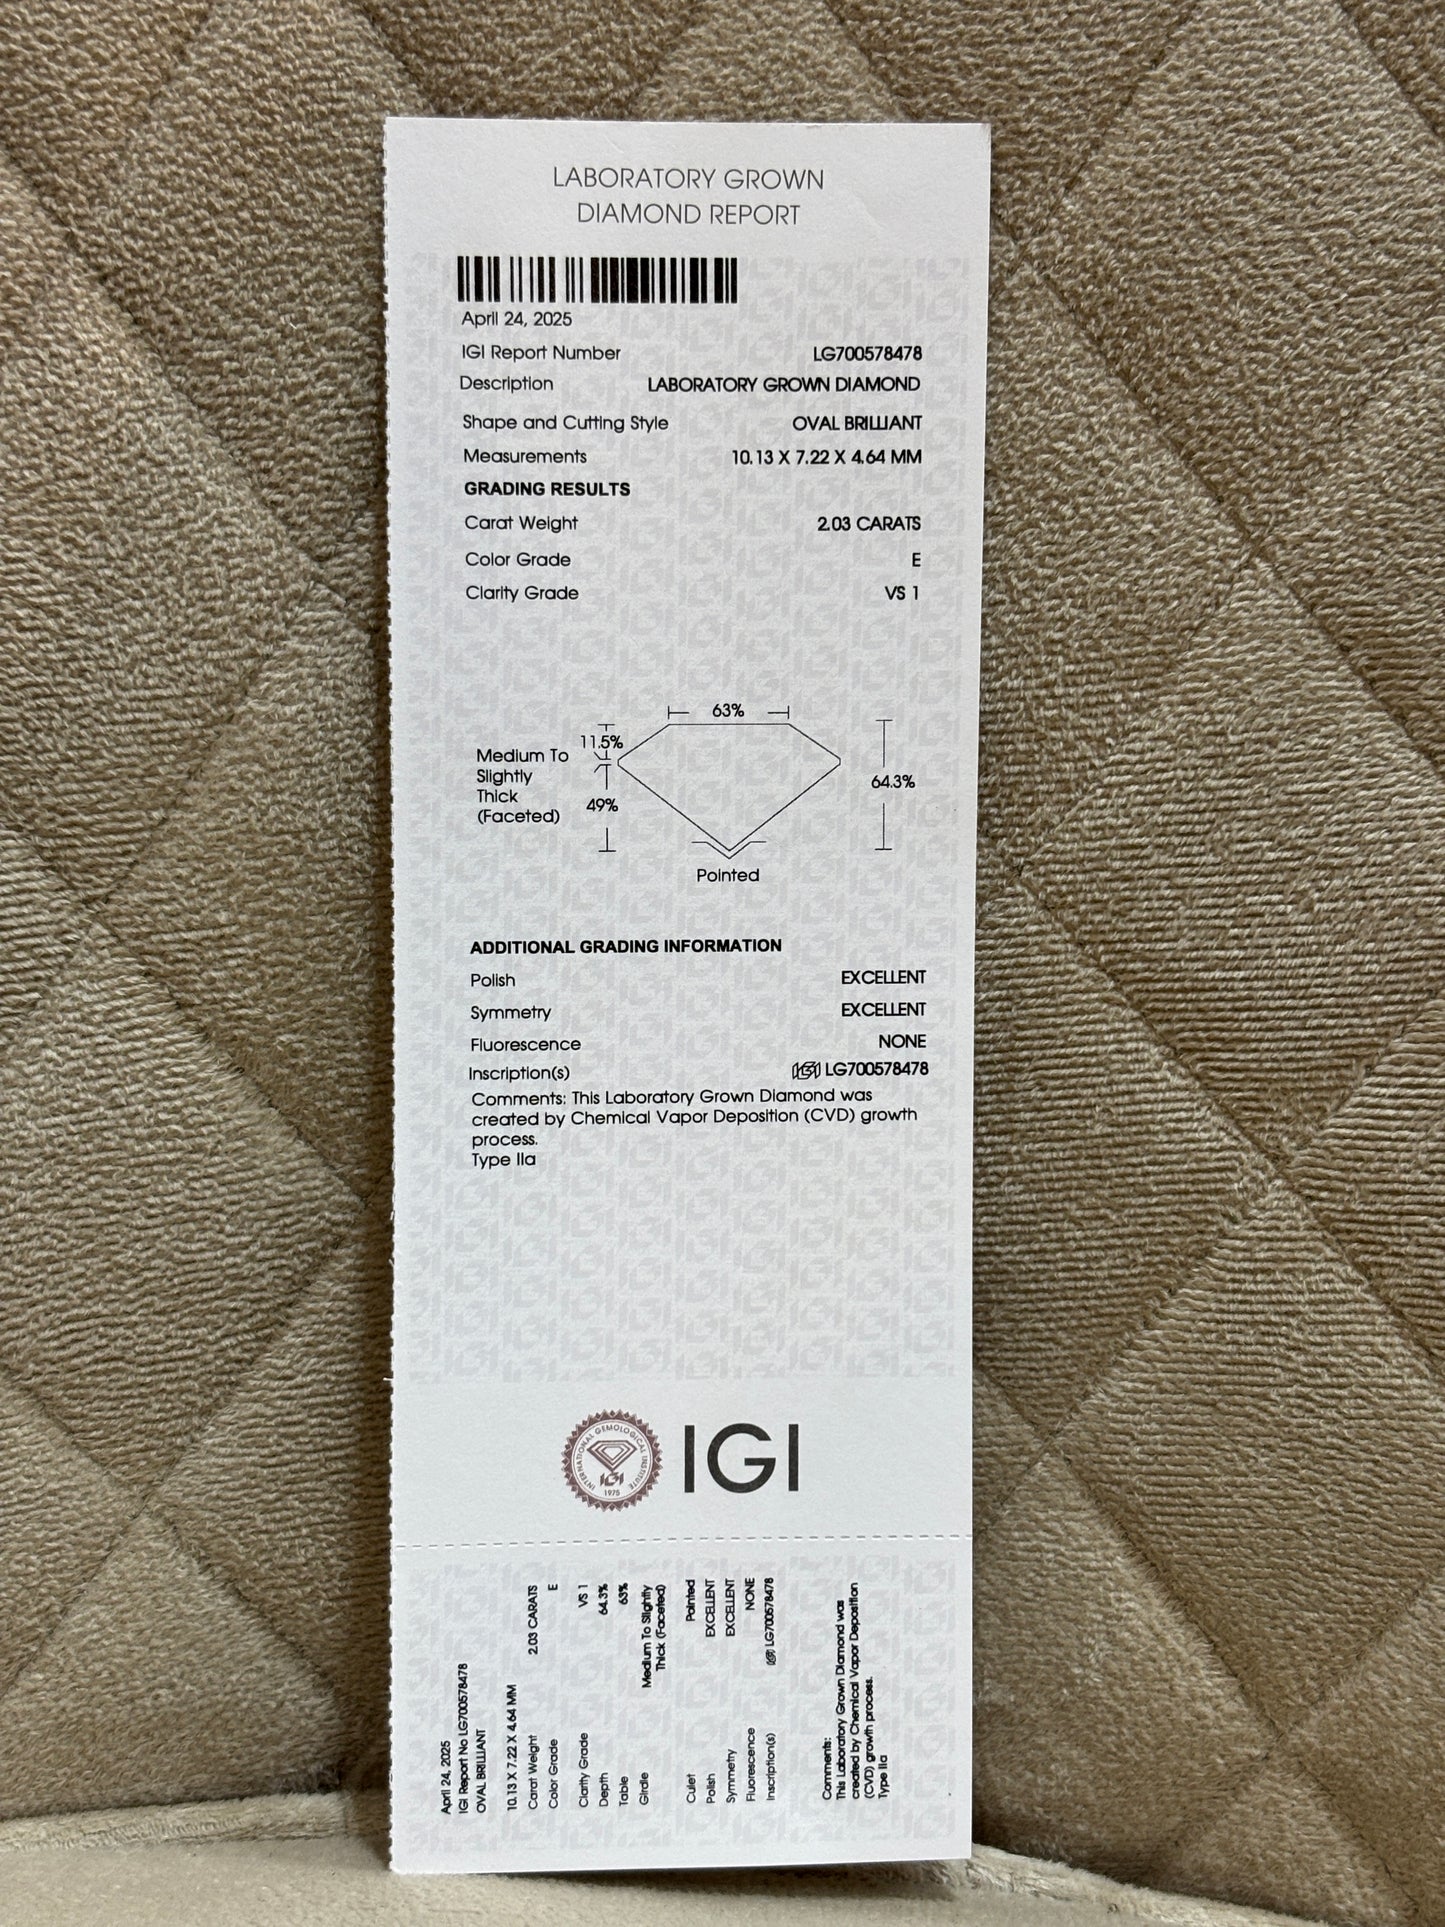 LABORATORY GROWN
DIAMOND REPORT
April 24, 2025
IGI Report Number LG700578478
Description LABORATORY GROWN DIAMOND
Shape and Cutting Style OVAL BRILLIANT
Measurements 10.13 X 7.22 X 4.64 MM
GRADING RESULTS
Carat Weight 2.03 CARATS
Color Grade E
Clarity Grade VS 1
63%
11.5%
Medium To
Slightly
Thick
(Faceted)
49%
64.3%
Pointed
ADDITIONAL GRADING INFORMATION
Polish EXCELLENT
Symmetry EXCELLENT
Fluorescence NONE
Inscription(s) IGI LG700578478
Comments: This Laboratory Grown Diamond was
created by Chemical Vapor Deposition (CVD) growth
process.
Type IIa
INTERNATIONAL GEMOLOGICAL INSTITUTE
IGI
1975
IGI
April 24, 2025
IGI Report No LG700578478
OVAL BRILLIANT
10.13 X 7.22 X 4.64 MM
Carat Weight 2.03 CARATS
Color Grade E
Clarity Grade VS 1
Depth 64.3%
Table 63%
Girdle Medium To Slightly
Thick (Faceted)
Culet Pointed
Polish EXCELLENT
Symmetry EXCELLENT
Fluorescence NONE
Inscription(s) IGI LG700578478
Comments:
This Laboratory Grown Diamond was
created by Chemical Vapor Deposition
(CVD) growth process.
Type IIa